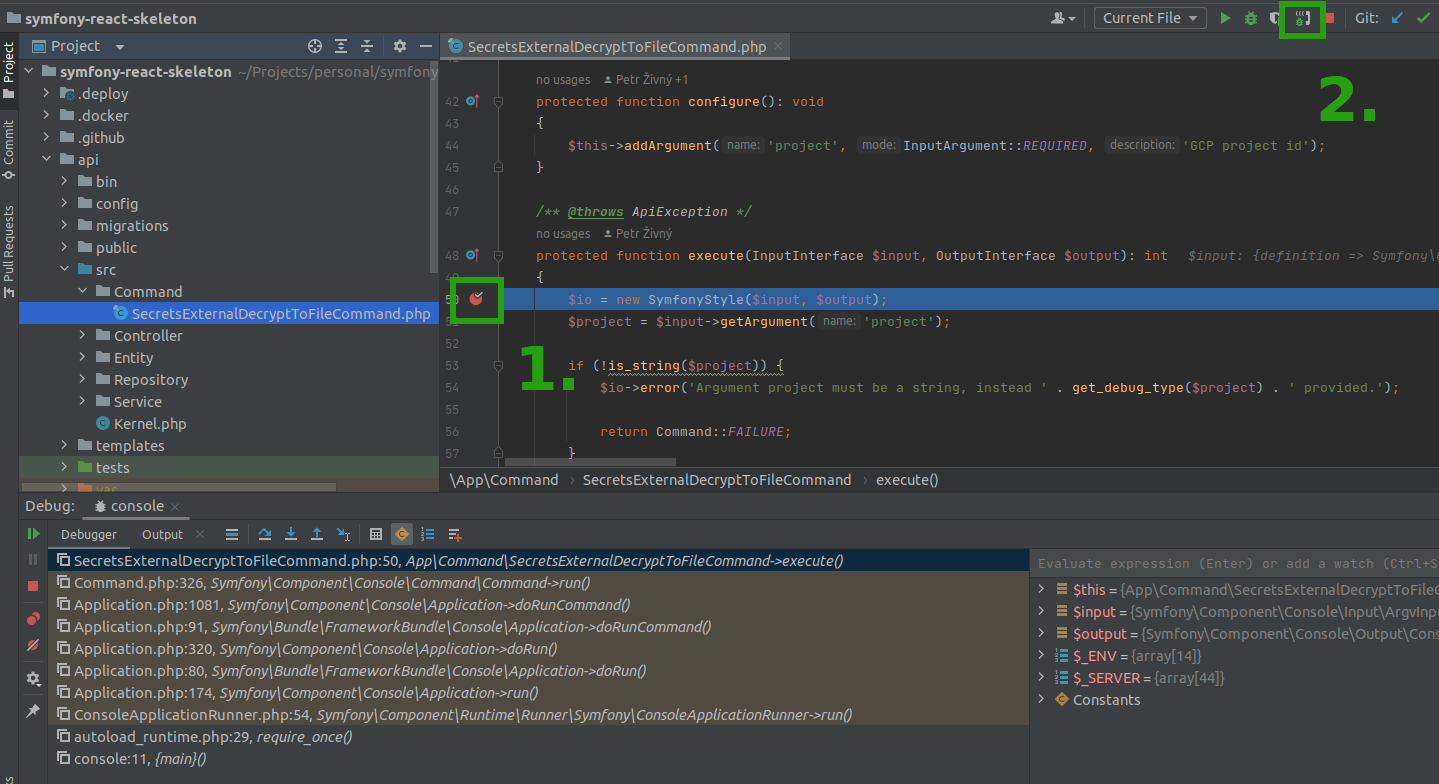 symfony-react-skeleton
Current File
Git:
Project
Commit
Pull Requests
Project
symfony-react-skeleton ~/Projects/personal/symfony
.deploy
.docker
.github
api
bin
config
migrations
public
src
Command
SecretsExternalDecryptToFileCommand.php
Controller
Entity
Repository
Service
Kernel.php
templates
tests
var
SecretsExternalDecryptToFileCommand.php
no usages Petr Živný +1
42 protected function configure(): void
43 {
44 $this->addArgument( name: 'project', mode: InputArgument::REQUIRED, description: 'GCP project id');
45 }
46
47 /** @throws ApiException */
no usages Petr Živný
48 protected function execute(InputInterface $input, OutputInterface $output): int $input: {definition => Symfony\
49 {
50 $io = new SymfonyStyle($input, $output);
51 $project = $input->getArgument( name: 'project');
52
53 if (!is_string($project)) {
54 $io->error('Argument project must be a string, instead ' . get_debug_type($project) . ' provided.');
55
56 return Command::FAILURE;
57 }
1.
2.
\App\Command › SecretsExternalDecryptToFileCommand › execute()
Debug: console
Debugger Output
SecretsExternalDecryptToFileCommand.php:50, App\Command\SecretsExternalDecryptToFileCommand->execute()
Command.php:326, Symfony\Component\Console\Command\Command->run()
Application.php:1081, Symfony\Component\Console\Application->doRunCommand()
Application.php:91, Symfony\Bundle\FrameworkBundle\Console\Application->doRunCommand()
Application.php:320, Symfony\Component\Console\Application->doRun()
Application.php:80, Symfony\Bundle\FrameworkBundle\Console\Application->doRun()
Application.php:174, Symfony\Component\Console\Application->run()
ConsoleApplicationRunner.php:54, Symfony\Component\Runtime\Runner\Symfony\ConsoleApplicationRunner->run()
autoload_runtime.php:29, require_once()
console:11, {main}()
Evaluate expression (Enter) or add a watch (Ctrl+S
$this = {App\Command\SecretsExternalDecryptToFileC
$input = {Symfony\Component\Console\Input\ArgvInpu
$output = {Symfony\Component\Console\Output\Cons
$_ENV = {array[14]}
$_SERVER = {array[44]}
Constants